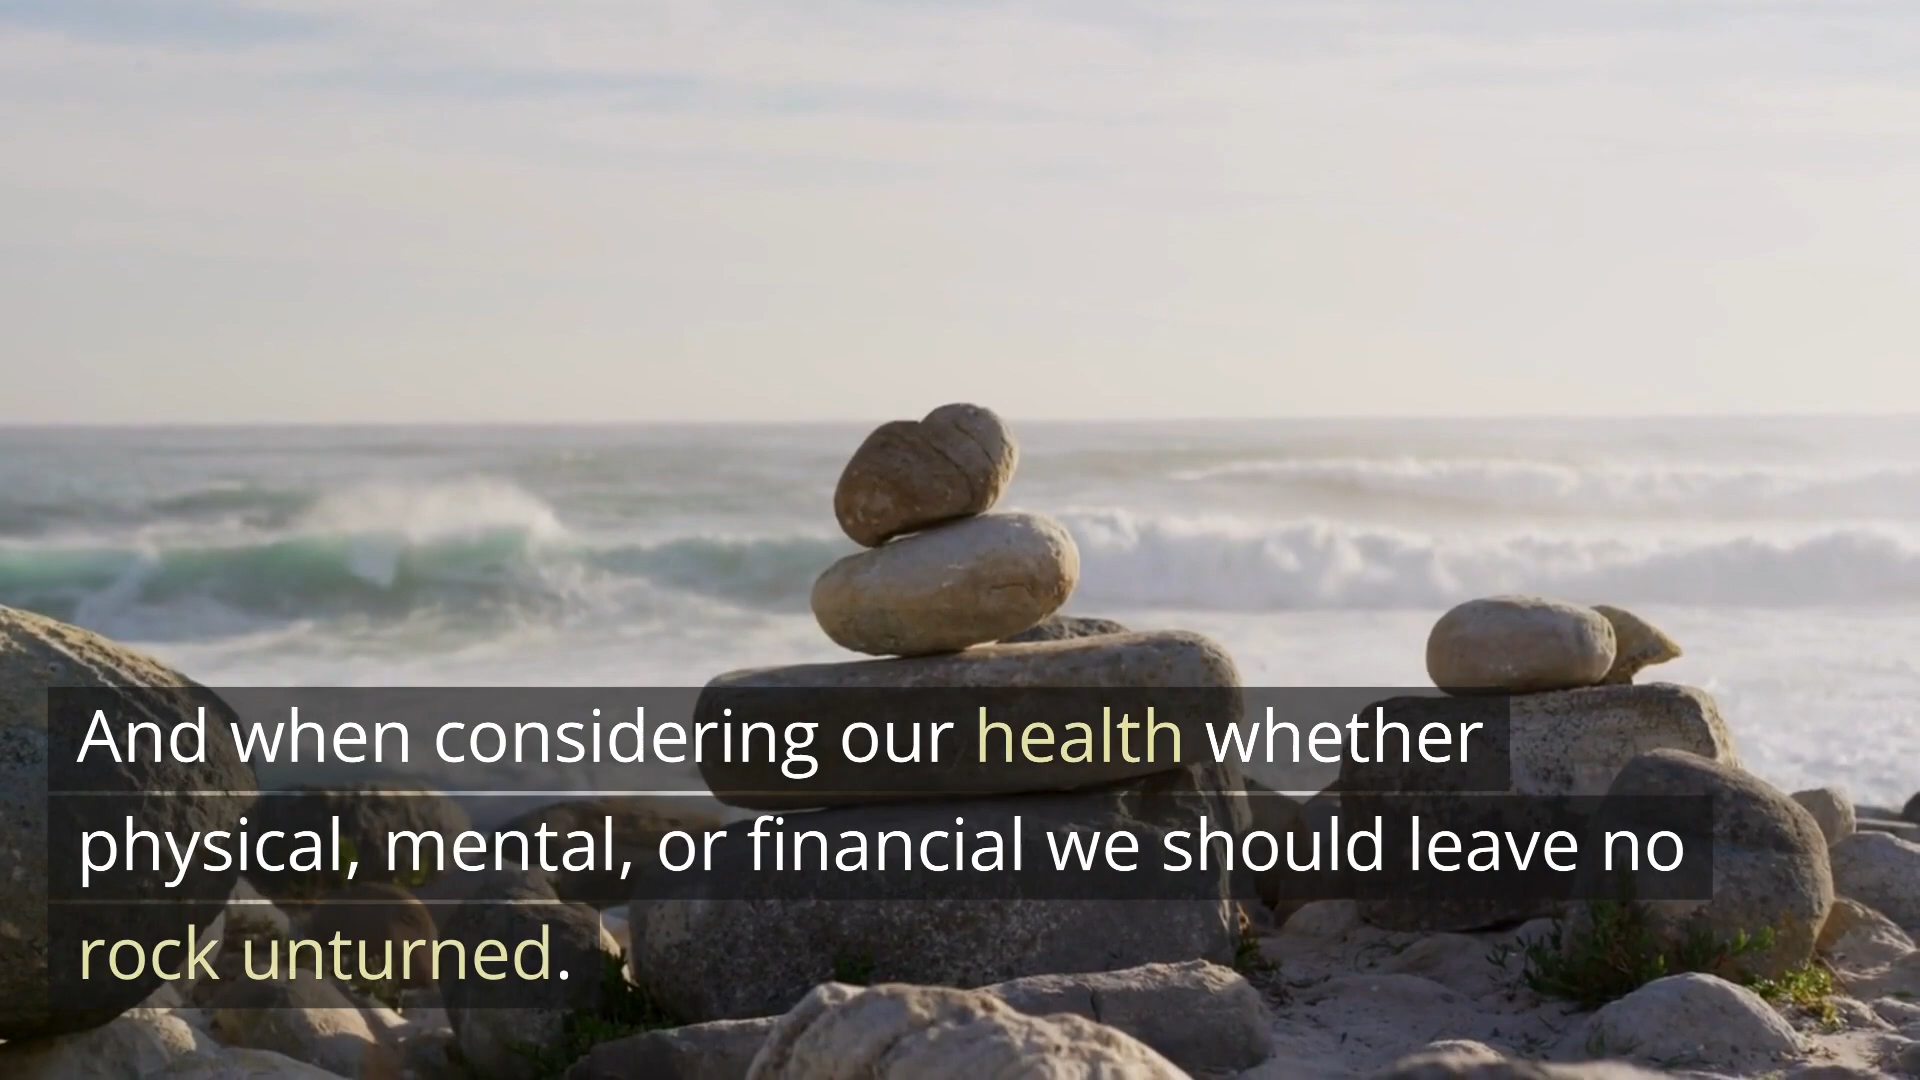 And when considering our health whether
physical, mental, or financial we should leave no
rock unturned.